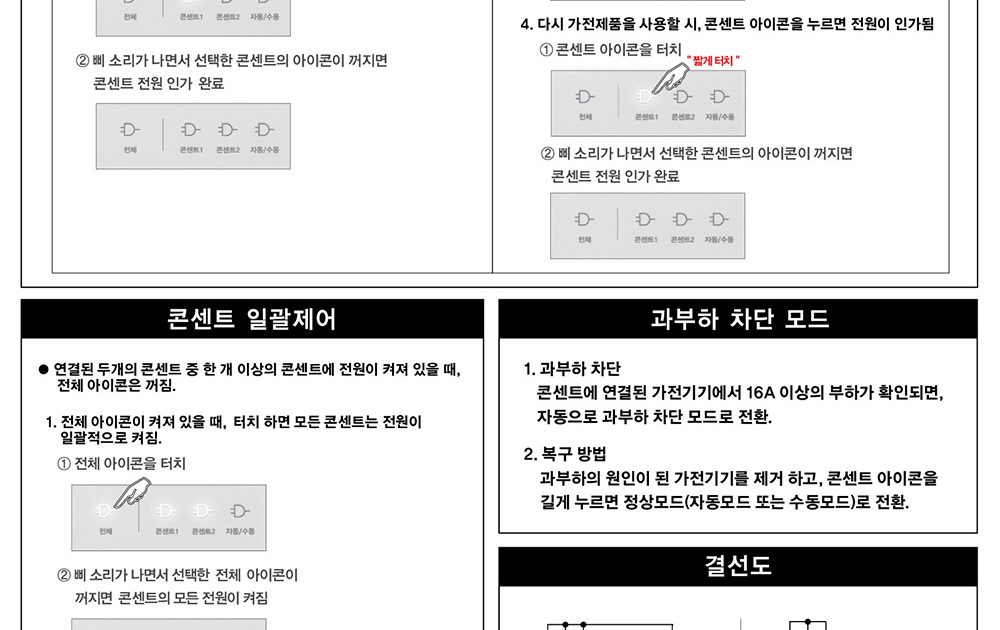 전체 콘센트1 콘센트2 자동/수동
② 삐 소리가 나면서 선택한 콘센트의 아이콘이 꺼지면
콘센트 전원 인가 완료
전체 콘센트1 콘센트2 자동/수동
4. 다시 가전제품을 사용할 시, 콘센트 아이콘을 누르면 전원이 인가됨
① 콘센트 아이콘을 터치
" 짧게 터치 "
전체 콘센트1 콘센트2 자동/수동
② 삐 소리가 나면서 선택한 콘센트의 아이콘이 꺼지면
콘센트 전원 인가 완료
전체 콘센트1 콘센트2 자동/수동
콘센트 일괄제어
● 연결된 두개의 콘센트 중 한 개 이상의 콘센트에 전원이 켜져 있을 때,
전체 아이콘은 꺼짐.
1. 전체 아이콘이 켜져 있을 때, 터치 하면 모든 콘센트는 전원이
일괄적으로 켜짐.
① 전체 아이콘을 터치
전체 콘센트1 콘센트2 자동/수동
② 삐 소리가 나면서 선택한 전체 아이콘이
꺼지면 콘센트의 모든 전원이 켜짐
과부하 차단 모드
1. 과부하 차단
콘센트에 연결된 가전기기에서 16A 이상의 부하가 확인되면,
자동으로 과부하 차단 모드로 전환.
2. 복구 방법
과부하의 원인이 된 가전기기를 제거 하고, 콘센트 아이콘을
길게 누르면 정상모드(자동모드 또는 수동모드)로 전환.
결선도